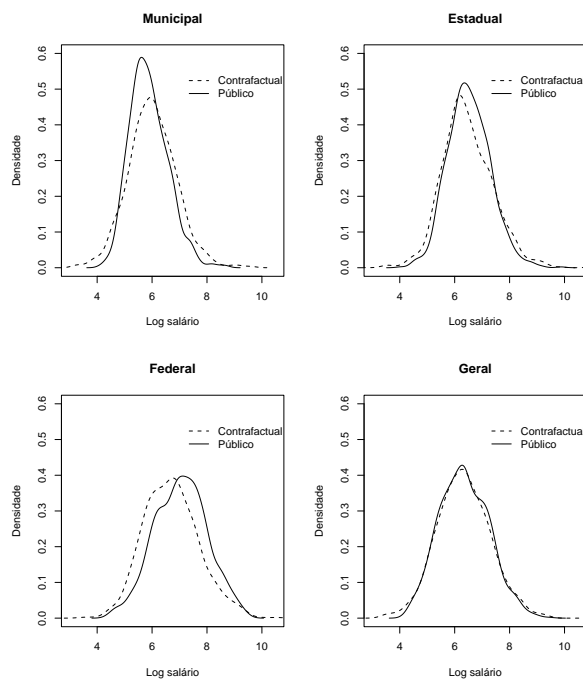 Municipal
Densidade
0.0 0.1 0.2 0.3 0.4 0.5 0.6
Contrafactual
Público
4 6 8 10
Log salário
Estadual
Densidade
0.0 0.1 0.2 0.3 0.4 0.5 0.6
Contrafactual
Público
4 6 8 10
Log salário
Federal
Densidade
0.0 0.1 0.2 0.3 0.4 0.5 0.6
Contrafactual
Público
4 6 8 10
Log salário
Geral
Densidade
0.0 0.1 0.2 0.3 0.4 0.5 0.6
Contrafactual
Público
4 6 8 10
Log salário